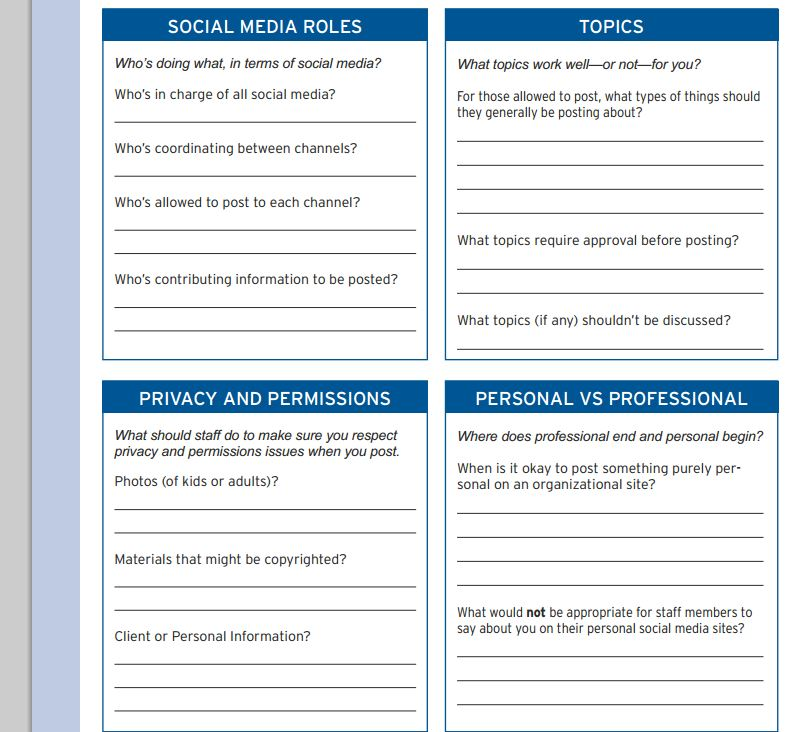 SOCIAL MEDIA ROLES
Who's doing what, in terms of social media?
Who's in charge of all social media?
Who's coordinating between channels?
Who's allowed to post to each channel?
Who's contributing information to be posted?
TOPICS
What topics work well—or not—for you?
For those allowed to post, what types of things should
they generally be posting about?
What topics require approval before posting?
What topics (if any) shouldn't be discussed?
PRIVACY AND PERMISSIONS
What should staff do to make sure you respect
privacy and permissions issues when you post.
Photos (of kids or adults)?
Materials that might be copyrighted?
Client or Personal Information?
PERSONAL VS PROFESSIONAL
Where does professional end and personal begin?
When is it okay to post something purely per-
sonal on an organizational site?
What would not be appropriate for staff members to
say about you on their personal social media sites?